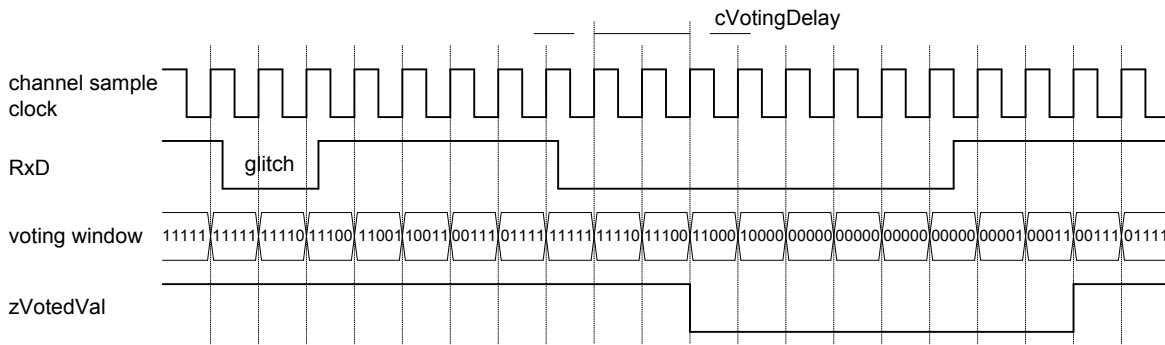 cVotingDelay
channel sample
clock
RxD
glitch
voting window
11111 11111 11110 11100 11001 10011 00111 01111 11111 11110 11100 11000 10000 00000 00000 00000 00000 00001 00011 00111 01111
zVotedVal